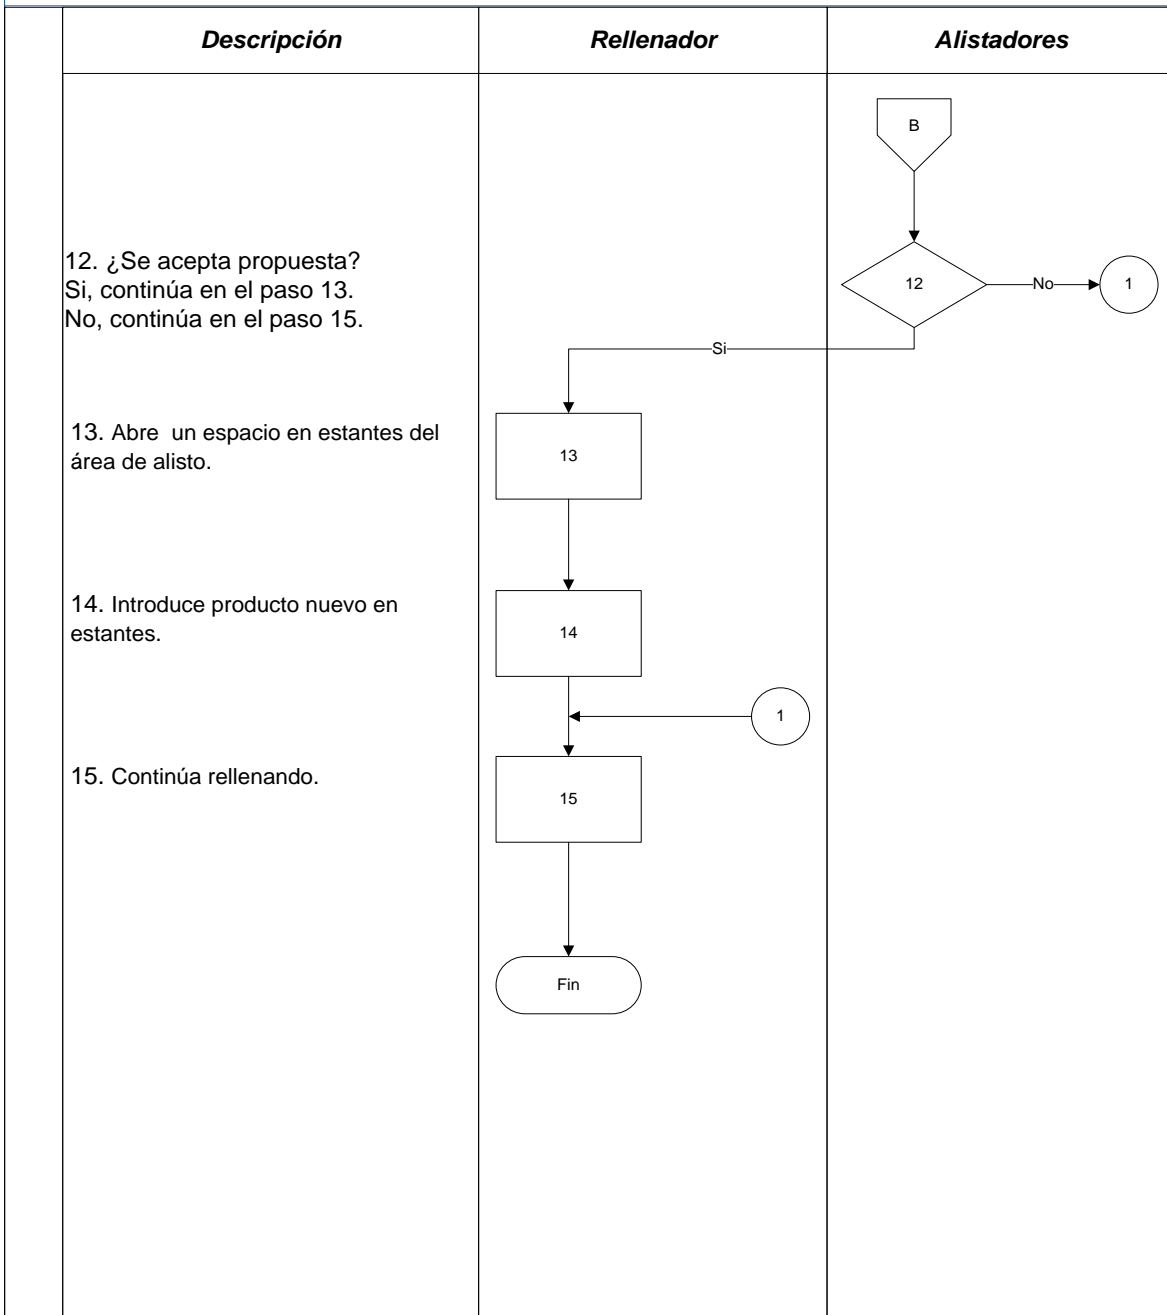 Descripción Rellenador Alistadores
B
12. ¿Se acepta propuesta?
Si, continúa en el paso 13.
No, continúa en el paso 15.
12 No 1
Si
13. Abre un espacio en estantes del
área de alisto.
13
14. Introduce producto nuevo en
estantes.
14
1
15. Continúa rellenando.
15
Fin